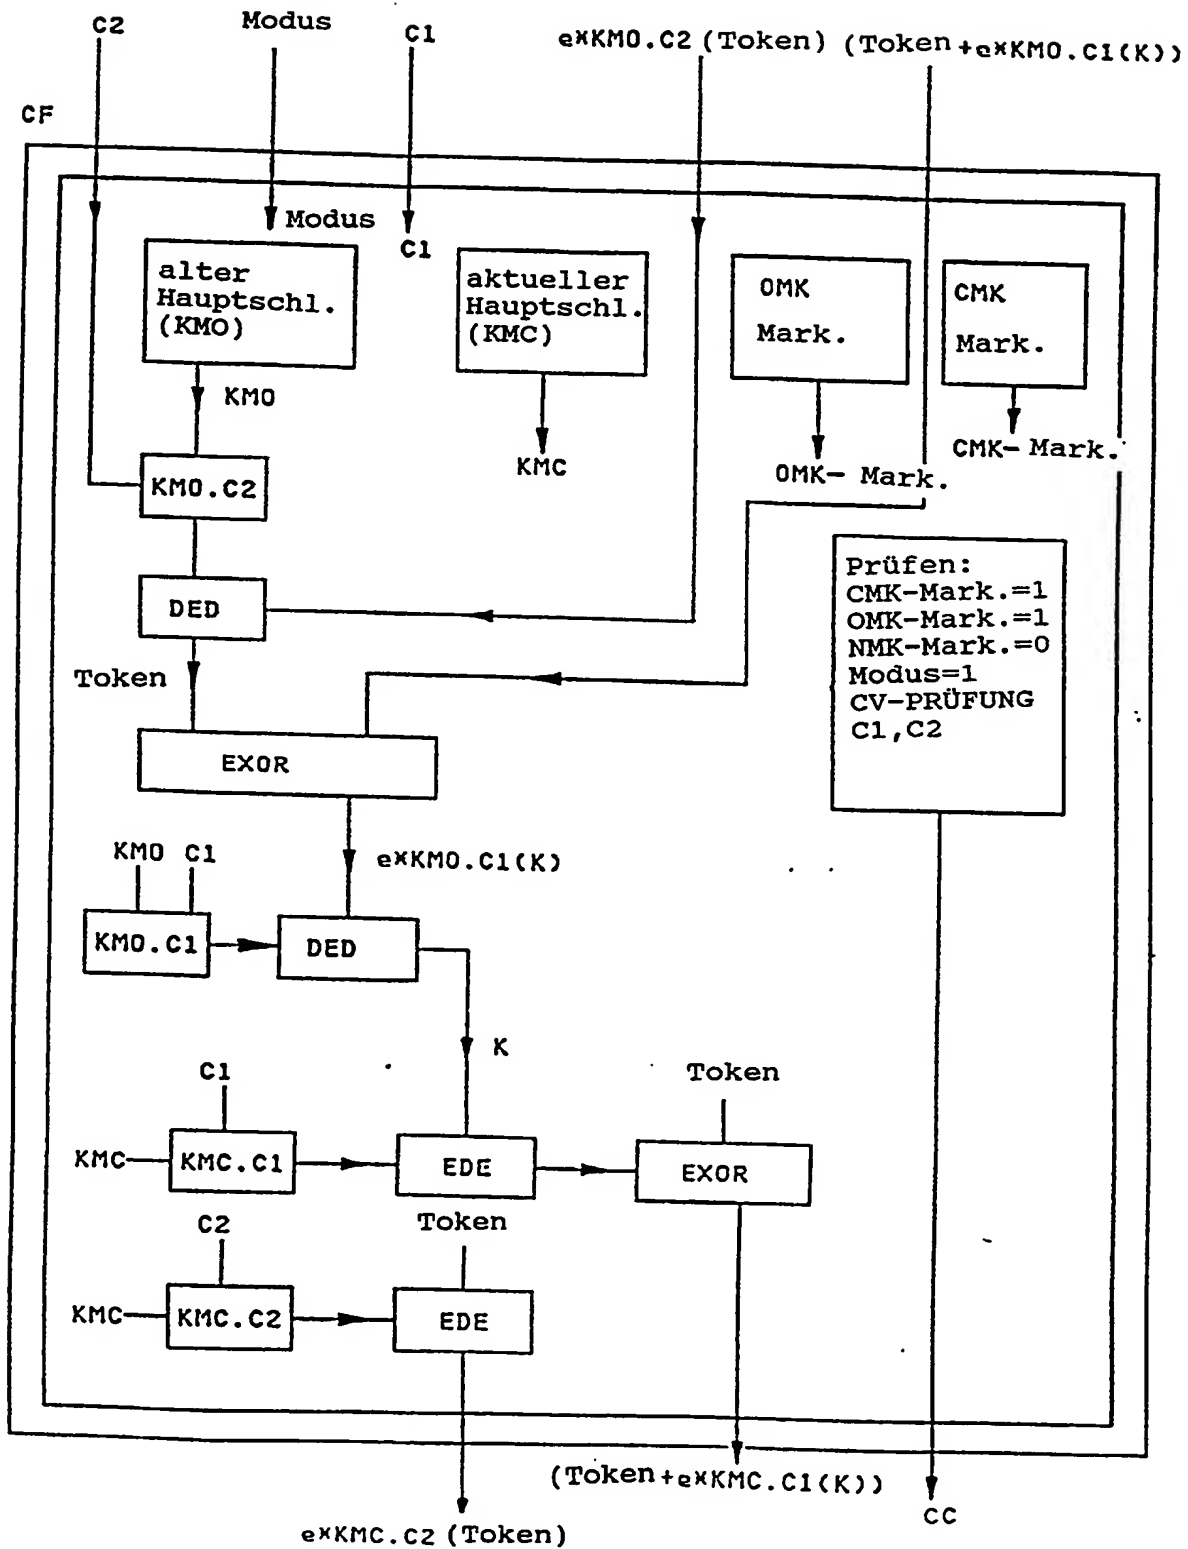 C2
Modus
C1
e*KMO.C2 (Token)
(Token+e*KMO.C1(K))
CF
Modus
C1
alter
Hauptschl.
(KMO)
aktueller
Hauptschl.
(KMC)
OMK
Mark.
CMK
Mark.
KMO
KMC
OMK- Mark.
CMK- Mark.
KMO.C2
DED
Token
Prüfen:
CMK-Mark.=1
OMK-Mark.=1
NMK-Mark.=0
Modus=1
CV-PRÜFUNG
C1,C2
EXOR
e*KMO.C1(K)
KMO
C1
KMO.C1
DED
K
C1
Token
KMC
KMC.C1
EDE
EXOR
C2
Token
KMC
KMC.C2
EDE
(Token+e*KMC.C1(K))
CC
e*KMC.C2 (Token)